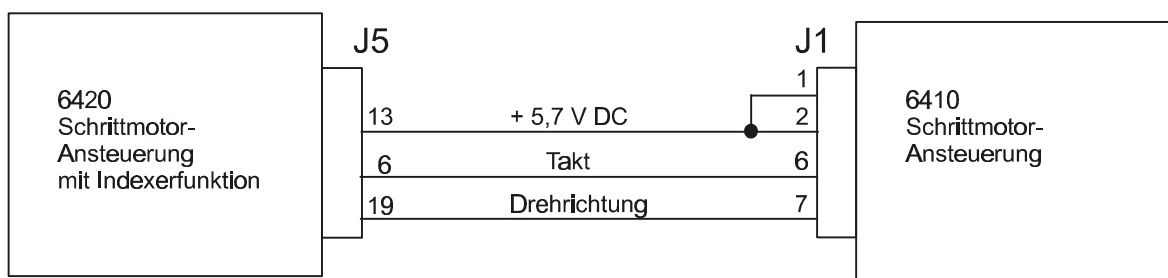 J5
J1
6420
Schrittmotor-
Ansteuerung
mit Indexerfunktion
1
13 + 5,7 V DC 2
6 Takt 6
19 Drehrichtung 7
6410
Schrittmotor-
Ansteuerung